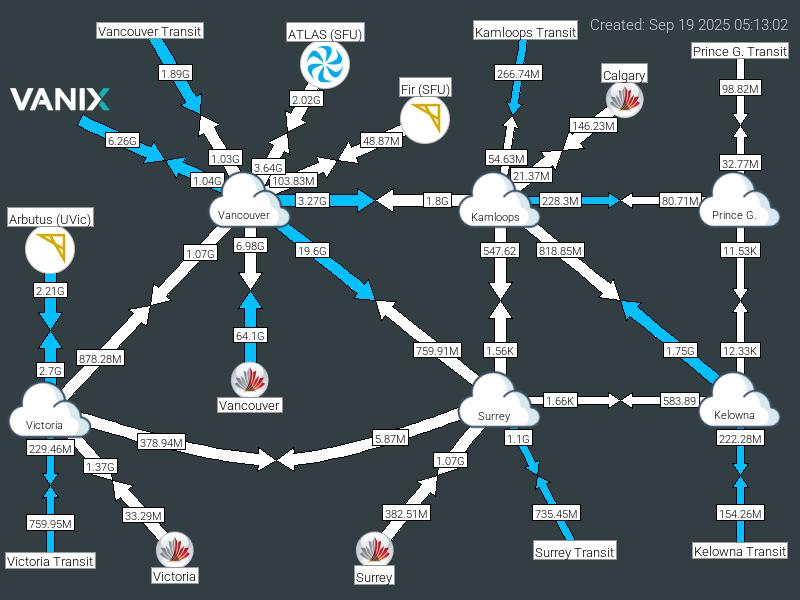 Created: Sep 19 2025 05:13:02
Vancouver Transit
ATLAS (SFU)
Kamloops Transit
Prince G. Transit
1.89G
266.74M
Calgary
98.82M
2.02G
Fir (SFU)
VANIX
6.26G
48.87M
146.23M
1.03G
3.64G
54.63M
32.77M
1.04G
103.83M
21.37M
3.27G
1.8G
228.3M
80.71M
Vancouver
Kamloops
Prince G.
Arbutus (UVic)
1.07G
6.98G
19.6G
547.62
818.85M
11.53K
2.21G
64.1G
878.28M
759.91M
1.56K
1.75G
12.33K
2.7G
Vancouver
1.66K
583.89
Victoria
Surrey
Kelowna
229.46M
378.94M
5.87M
1.1G
222.28M
1.37G
1.07G
759.95M
33.29M
382.51M
735.45M
154.26M
Victoria Transit
Victoria
Surrey
Surrey Transit
Kelowna Transit